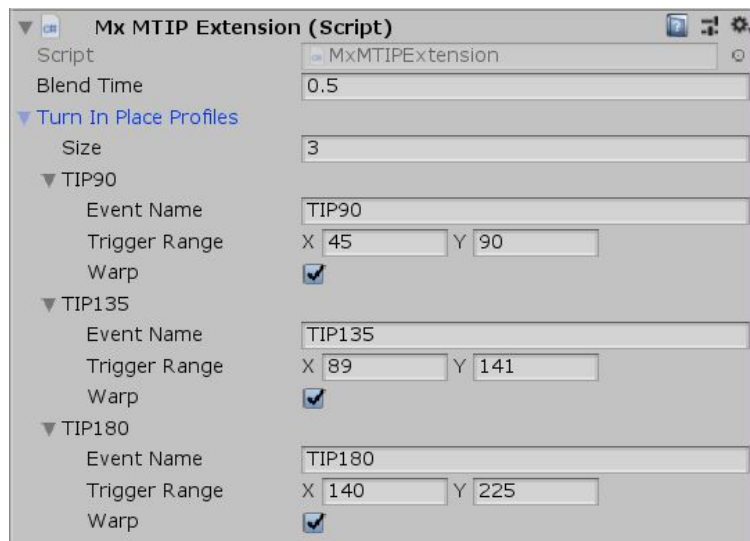 Mx MTIP Extension (Script)
Script MxMTIPExtension
Blend Time 0.5
Turn In Place Profiles
Size 3
TIP90
Event Name TIP90
Trigger Range X 45 Y 90
Warp
TIP135
Event Name TIP135
Trigger Range X 89 Y 141
Warp
TIP180
Event Name TIP180
Trigger Range X 140 Y 225
Warp